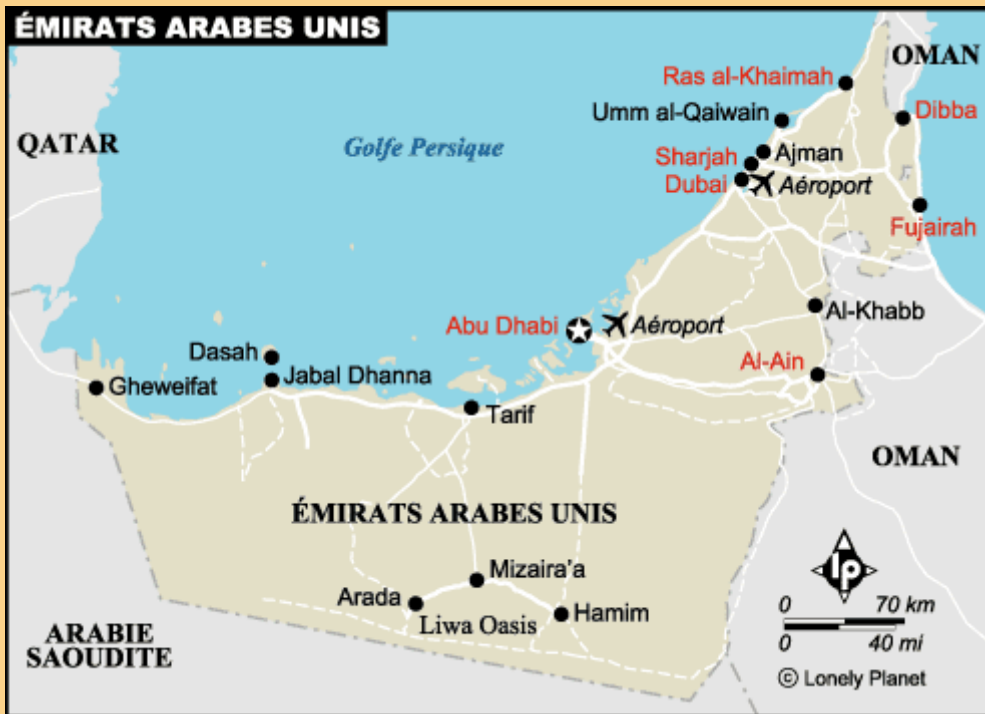 ÉMIRATS ARABES UNIS
OMAN
Ras al-Khaimah
Umm al-Qaiwain
Dibba
QATAR
Golfe Persique
Ajman
Sharjah
Dubai
Aéroport
Fujairah
Al-Khabb
Abu Dhabi
Aéroport
Dasah
Al-Ain
Jabal Dhanna
Gheweifat
Tarif
OMAN
ÉMIRATS ARABES UNIS
Mizaira'a
Arada
Hamim
Liwa Oasis
lp
0 70 km
0 40 mi
ARABIE
SAOUDITE
© Lonely Planet